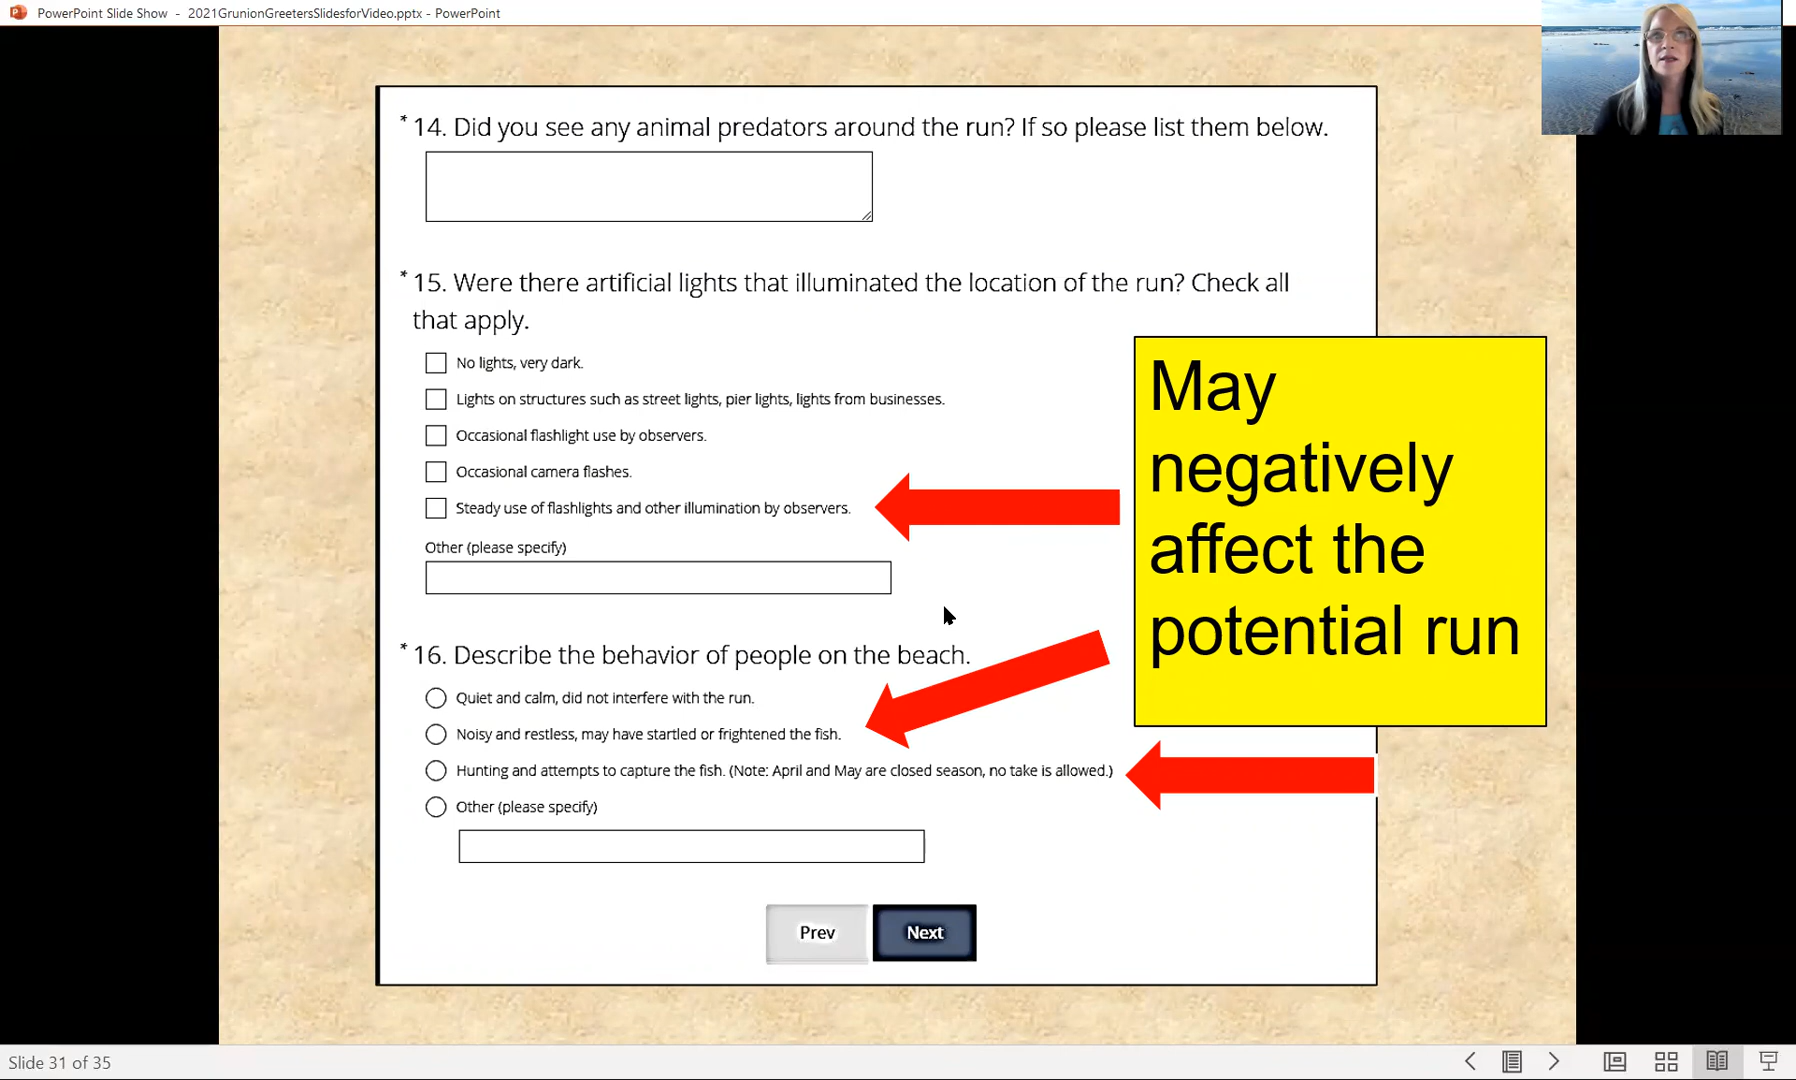 PowerPoint Slide Show - 2021GrunionGreetersSlidesforVideo.pptx - PowerPoint
* 14. Did you see any animal predators around the run? If so please list them below.
* 15. Were there artificial lights that illuminated the location of the run? Check all
that apply.
No lights, very dark.
Lights on structures such as street lights, pier lights, lights from businesses.
Occasional flashlight use by observers.
Occasional camera flashes.
Steady use of flashlights and other illumination by observers.
Other (please specify)
May
negatively
affect the
potential run
* 16. Describe the behavior of people on the beach.
Quiet and calm, did not interfere with the run.
Noisy and restless, may have startled or frightened the fish.
Hunting and attempts to capture the fish. (Note: April and May are closed season, no take is allowed.)
Other (please specify)
Prev
Next
Slide 31 of 35